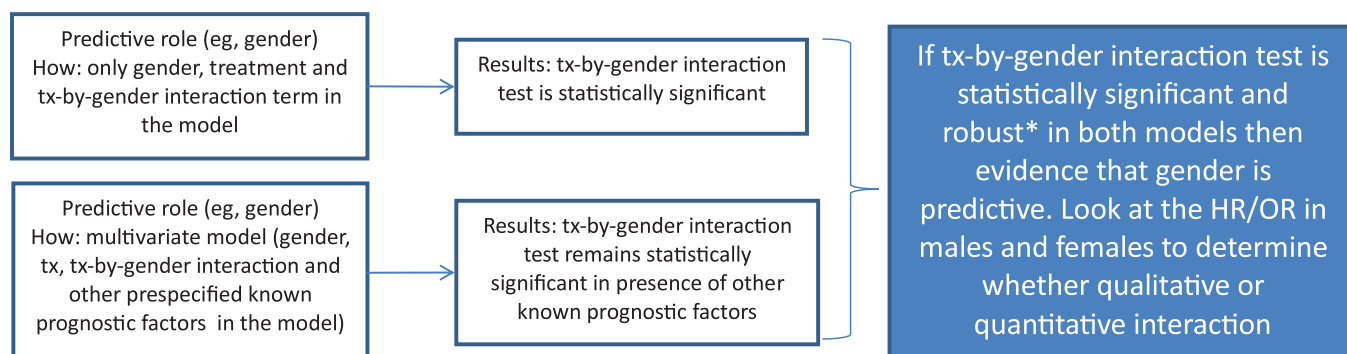 Predictive role (eg, gender)
How: only gender, treatment and
tx-by-gender interaction term in
the model
Results: tx-by-gender interaction
test is statistically significant
Predictive role (eg, gender)
How: multivariate model (gender,
tx, tx-by-gender interaction and
other prespecified known
prognostic factors in the model)
Results: tx-by-gender interaction
test remains statistically
significant in presence of other
known prognostic factors
If tx-by-gender interaction test is
statistically significant and
robust* in both models then
evidence that gender is
predictive. Look at the HR/OR in
males and females to determine
whether qualitative or
quantitative interaction